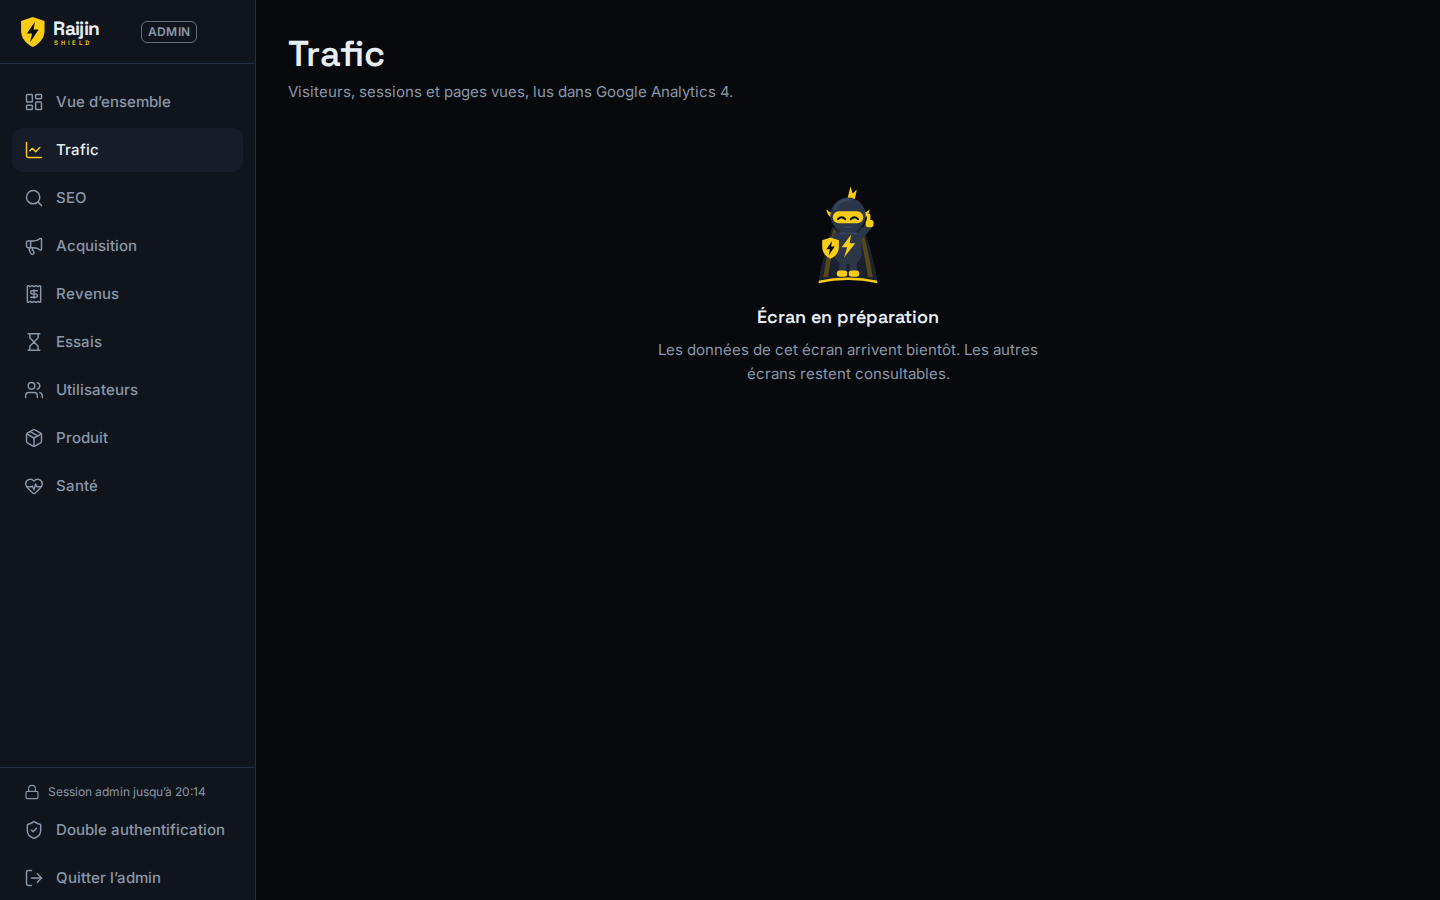 Raijin
SHIELD
ADMIN
Vue d’ensemble
Trafic
SEO
Acquisition
Revenus
Essais
Utilisateurs
Produit
Santé
Session admin jusqu’à 20:14
Double authentification
Quitter l’admin
Trafic
Visiteurs, sessions et pages vues, lus dans Google Analytics 4.
Écran en préparation
Les données de cet écran arrivent bientôt. Les autres
écrans restent consultables.